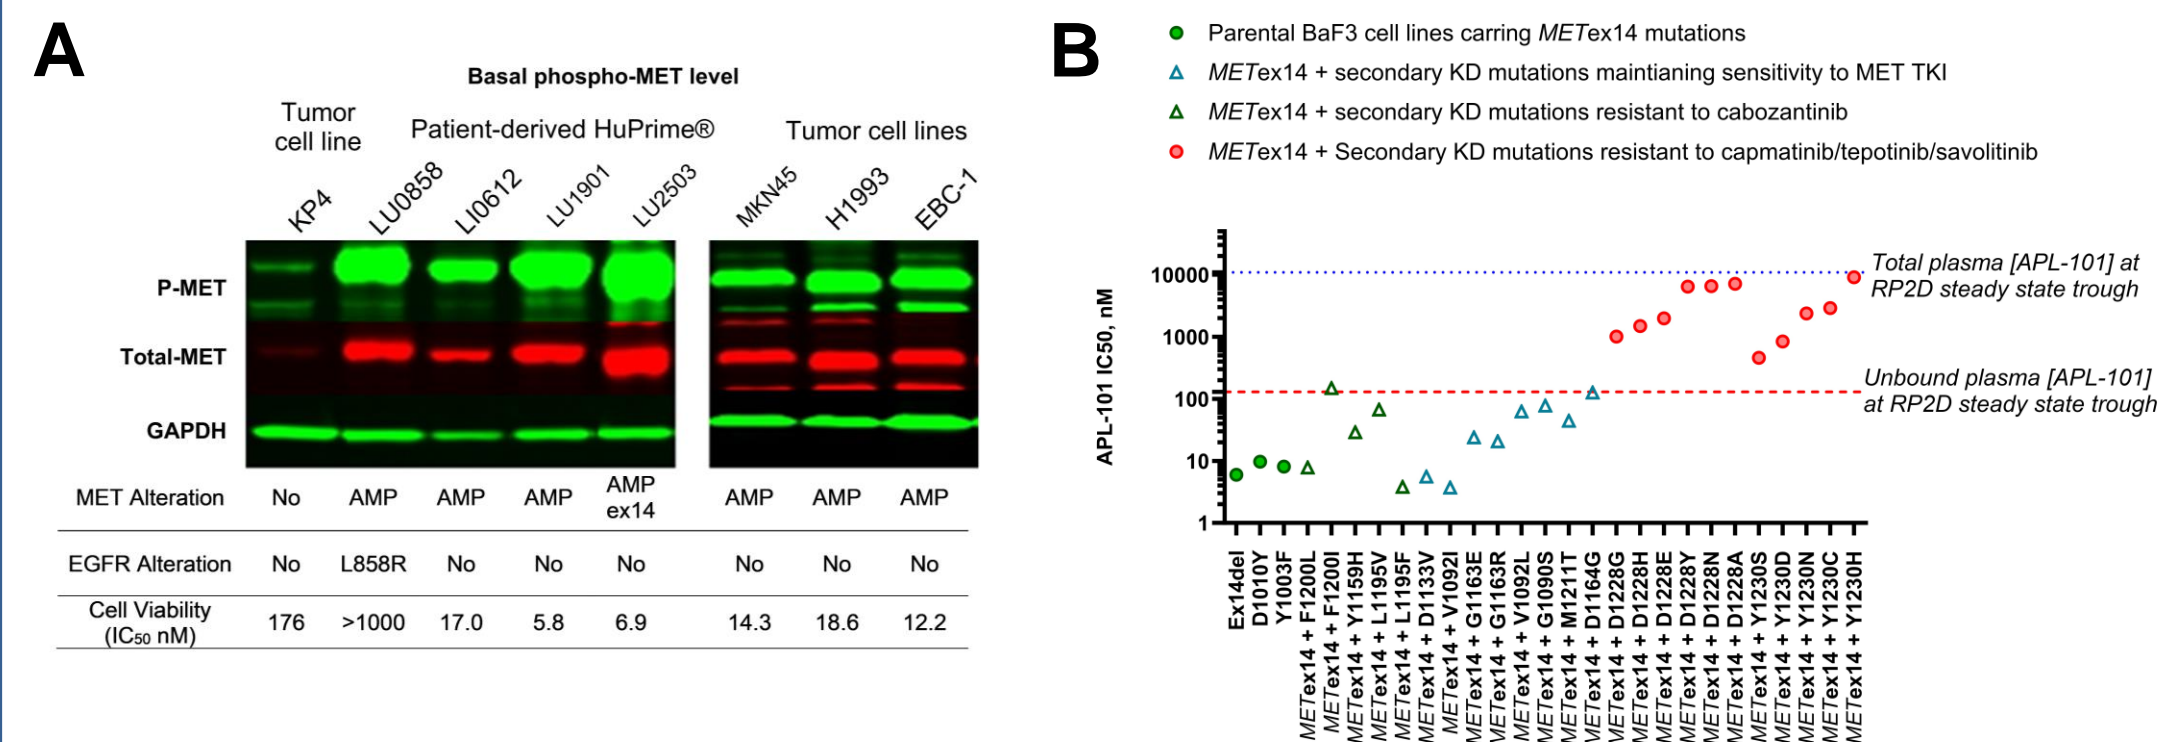 A
Basal phospho-MET level
Tumor
cell line
Patient-derived HuPrime®
Tumor cell lines
KP4
LU0858
LI0612
LU1901
LU2503
MKN45
H1993
EBC-1
P-MET
Total-MET
GAPDH
MET Alteration No AMP AMP AMP AMP ex14 AMP AMP AMP
EGFR Alteration No L858R No No No No No No
Cell Viability
(IC50 nM) 176 >1000 17.0 5.8 6.9 14.3 18.6 12.2
B
Parental BaF3 cell lines carring METex14 mutations
METex14 + secondary KD mutations maintianing sensitivity to MET TKI
METex14 + secondary KD mutations resistant to cabozantinib
METex14 + Secondary KD mutations resistant to capmatinib/tepotinib/savolitinib
APL-101 IC50, nM
10000
1000
100
10
1
Total plasma [APL-101] at
RP2D steady state trough
Unbound plasma [APL-101]
at RP2D steady state trough
Ex14del
D1010Y
Y1003F
METex14 + F1200L
METex14 + F1200I
METex14 + Y1159H
METex14 + L1195V
METex14 + L1195F
METex14 + D1133V
METex14 + V1092I
METex14 + G1163E
METex14 + G1163R
METex14 + V1092L
METex14 + G1090S
METex14 + M1211T
METex14 + D1164G
METex14 + D1228G
METex14 + D1228H
METex14 + D1228E
METex14 + D1228Y
METex14 + D1228N
METex14 + D1228A
METex14 + Y1230S
METex14 + Y1230D
METex14 + Y1230N
METex14 + Y1230C
METex14 + Y1230H